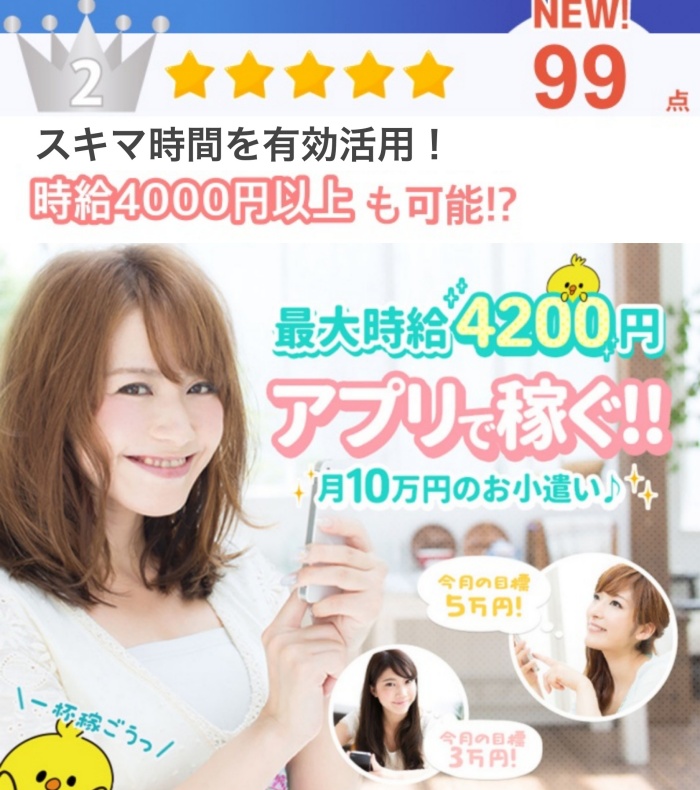 NEW!
2
99点
スキマ時間を有効活用！
時給4000円以上も可能!?
最大時給4200円
アプリで稼ぐ!!
月10万円のお小遣い♪
今月の目標
5万円!
一杯稼ごうっ
今月の目標
3万円!